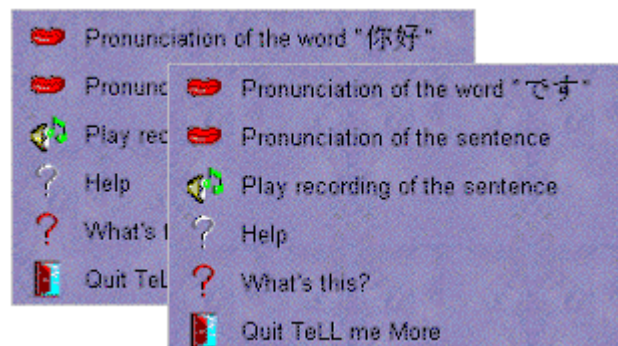 Pronunciation of the word "你好"
Pronunc
Play rec
Help
What's t
Quit TeL
Pronunciation of the word "です"
Pronunciation of the sentence
Play recording of the sentence
Help
What's this?
Quit TeLL me More